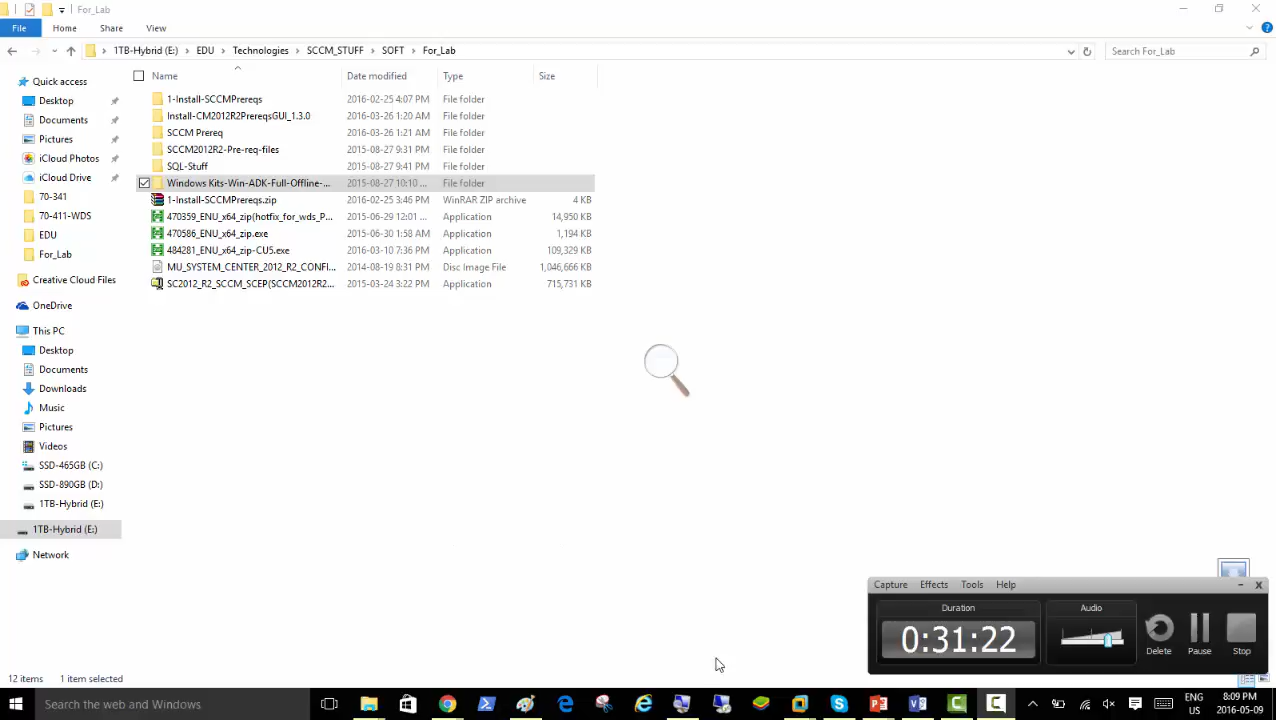 For_Lab
File Home Share View
1TB-Hybrid (E:) EDU Technologies SCCM_STUFF SOFT For_Lab Search For_Lab
Name Date modified Type Size
Quick access
Desktop
Documents
Pictures
iCloud Photos
iCloud Drive
70-341
70-411-WDS
EDU
For_Lab
Creative Cloud Files
OneDrive
This PC
Desktop
Documents
Downloads
Music
Pictures
Videos
SSD-465GB (C:)
SSD-890GB (D:)
1TB-Hybrid (E:)
1TB-Hybrid (E:)
Network
1-Install-SCCMPrereqs 2016-02-25 4:07 PM File folder
Install-CM2012R2PrereqsGUI_1.3.0 2016-03-26 1:20 AM File folder
SCCM Prereq 2016-03-26 1:21 AM File folder
SCCM2012R2-Pre-req-files 2015-08-27 9:31 PM File folder
SQL-Stuff 2015-08-27 9:41 PM File folder
Windows Kits-Win-ADK-Full-Offline-... 2015-08-27 10:10 ... File folder
1-Install-SCCMPrereqs.zip 2016-02-25 3:46 PM WinRAR ZIP archive 4 KB
470359_ENU_x64_zip(hotfix_for_wds_P... 2015-06-29 12:01 ... Application 14,950 KB
470586_ENU_x64_zip.exe 2015-06-30 1:58 AM Application 1,194 KB
484281_ENU_x64_zip-CU5.exe 2016-03-10 7:36 PM Application 109,329 KB
MU_SYSTEM_CENTER_2012_R2_CONFI... 2014-08-19 8:31 PM Disc Image File 1,046,666 KB
SC2012_R2_SCCM_SCEP(SCCM2012R2... 2015-03-24 3:22 PM Application 715,731 KB
Capture Effects Tools Help
Duration Audio
0:31:22
Delete Pause Stop
12 items 1 item selected
Search the web and Windows
ENG 8:09 PM
US 2016-05-09